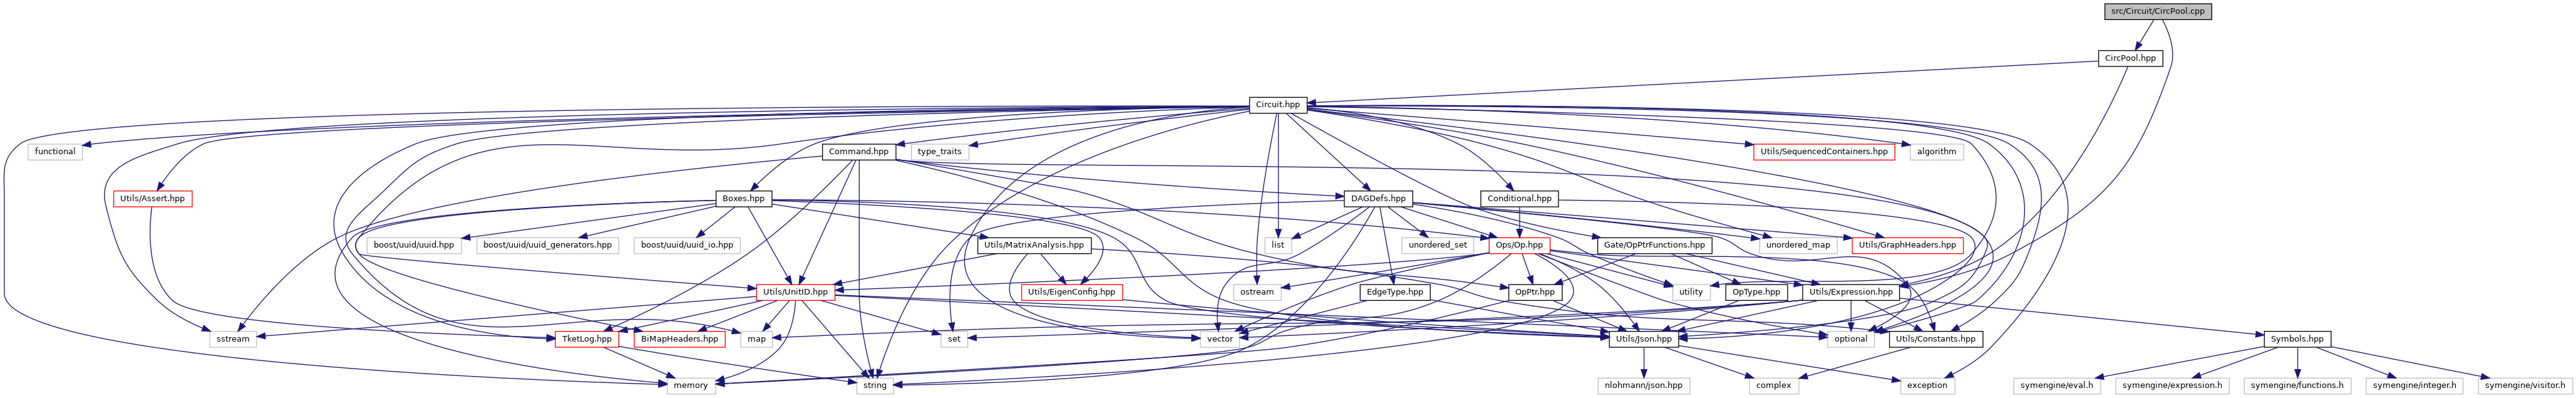 src/Circuit/CircPool.cpp
CircPool.hpp
Circuit.hpp
functional
Command.hpp
type_traits
Utils/SequencedContainers.hpp
algorithm
Utils/Assert.hpp
Boxes.hpp
DAGDefs.hpp
Conditional.hpp
boost/uuid/uuid.hpp
boost/uuid/uuid_generators.hpp
boost/uuid/uuid_io.hpp
Utils/MatrixAnalysis.hpp
list
unordered_set
Ops/Op.hpp
Gate/OpPtrFunctions.hpp
unordered_map
Utils/GraphHeaders.hpp
Utils/UnitID.hpp
Utils/EigenConfig.hpp
ostream
EdgeType.hpp
OpPtr.hpp
utility
OpType.hpp
Utils/Expression.hpp
sstream
TketLog.hpp
BiMapHeaders.hpp
map
set
vector
Utils/Json.hpp
optional
Utils/Constants.hpp
Symbols.hpp
memory
string
nlohmann/json.hpp
complex
exception
symengine/eval.h
symengine/expression.h
symengine/functions.h
symengine/integer.h
symengine/visitor.h